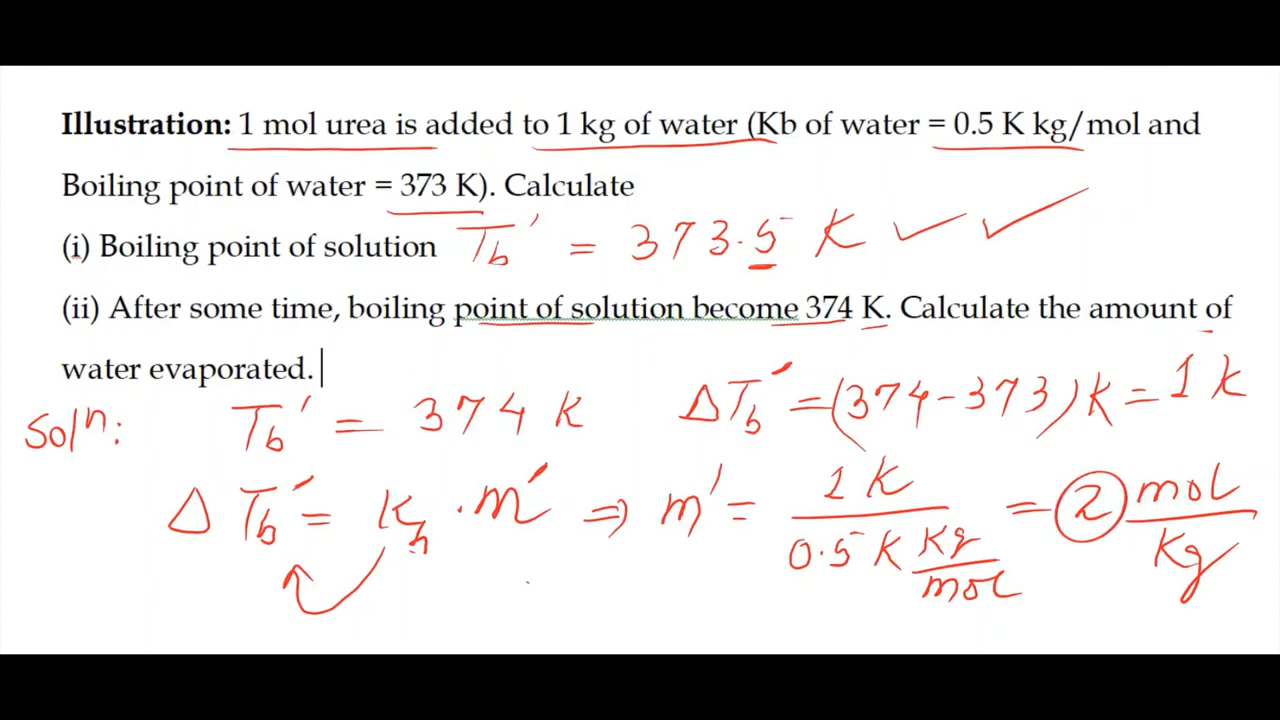 Illustration: 1 mol urea is added to 1 kg of water (Kb of water = 0.5 K kg/mol and
Boiling point of water = 373 K). Calculate
(i) Boiling point of solution Tb' = 373.5 K ✓ ✓
(ii) After some time, boiling point of solution become 374 K. Calculate the amount of
water evaporated.
Soln: Tb' = 374 K ΔTb' = (374-373)K = 1 K
ΔTb' = Kb . m' ⇒ m' = 1 K / 0.5 K Kg/mol = 2 mol/Kg